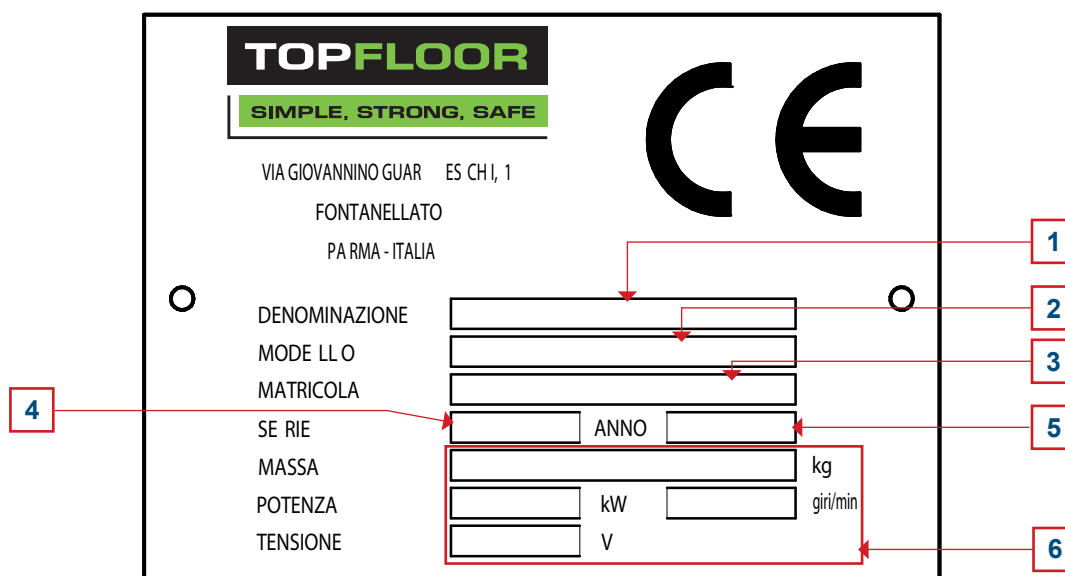 TOPFLOOR
SIMPLE, STRONG, SAFE
CE
VIA GIOVANNINO GUAR ES CH I, 1
FONTANELLATO
PA RMA - ITALIA
1
DENOMINAZIONE
2
MODE LL O
3
MATRICOLA
4
SE RIE ANNO
5
MASSA kg
POTENZA kW giri/min
TENSIONE V
6